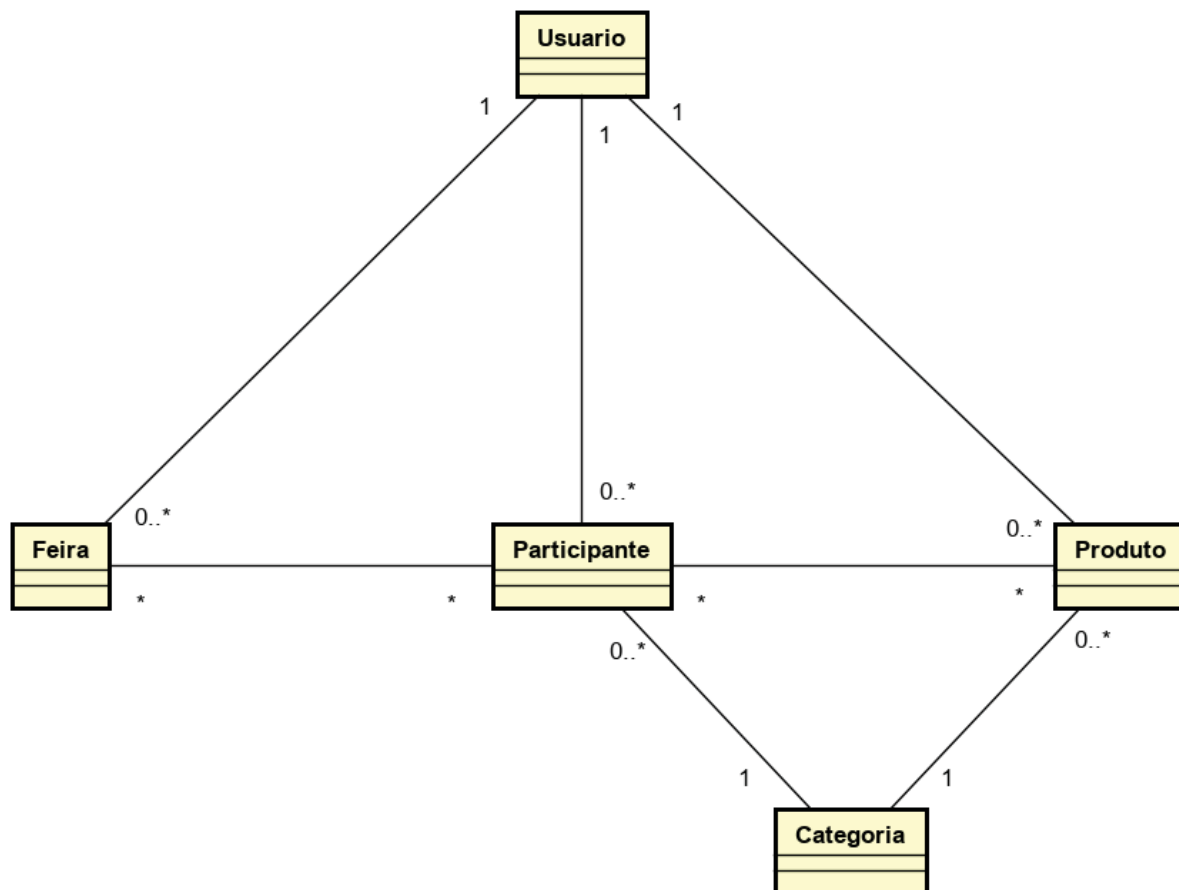 Usuario
1
1
1
0..*
0..*
0..*
Feira
Participante
Produto
*
*
*
*
0..*
0..*
1
1
Categoria